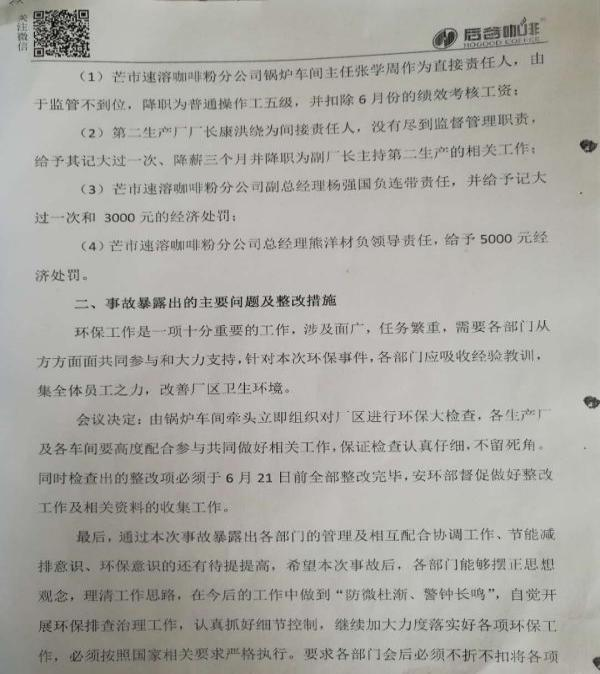 关注微信
后谷咖啡
HOGOOD COFFEE
（1）芒市速溶咖啡粉分公司锅炉车间主任张学周作为直接责任人，由
于监管不到位，降职为普通操作工五级，并扣除 6 月份的绩效考核工资；
（2）第二生产厂厂长康洪绕为间接责任人，没有尽到监督管理职责，
给予其记大过一次、降薪三个月并降职为副厂长主持第二生产的相关工作；
（3）芒市速溶咖啡粉分公司副总经理杨强国负连带责任，并给予记大
过一次和 3000 元的经济处罚；
（4）芒市速溶咖啡粉分公司总经理熊洋材负领导责任，给予 5000 元经
济处罚。
二、事故暴露出的主要问题及整改措施
环保工作是一项十分重要的工作，涉及面广，任务繁重，需要各部门从
方方面面共同参与和大力支持，针对本次环保事件，各部门应吸收经验教训，
集全体员工之力，改善厂区卫生环境。
会议决定：由锅炉车间牵头立即组织对厂区进行环保大检查，各生产厂
及各车间要高度配合参与共同做好相关工作，保证检查认真仔细，不留死角。
同时检查出的整改项必须于 6 月 21 日前全部整改完毕，安环部督促做好整改
工作及相关资料的收集工作。
最后，通过本次事故暴露出各部门的管理及相互配合协调工作、节能减
排意识、环保意识的还有待提提高，希望本次事故后，各部门能够摆正思想
观念，理清工作思路，在今后的工作中做到“防微杜渐、警钟长鸣”，自觉开
展环保排查治理工作，认真抓好细节控制，继续加大力度落实好各项环保工
作，必须按照国家相关要求严格执行。要求各部门会后必须不折不扣将各项